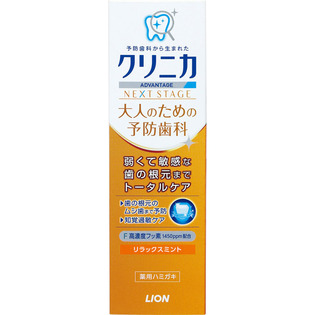 予防歯科から生まれた
クリニカ
ADVANTAGE
NEXT STAGE
大人のための
予防歯科
弱くて敏感な
歯の根元まで
トータルケア
歯の根元の
ムシ歯まで予防
知覚過敏ケア
F 高濃度フッ素 1450ppm配合
リラックスミント
薬用ハミガキ
LION